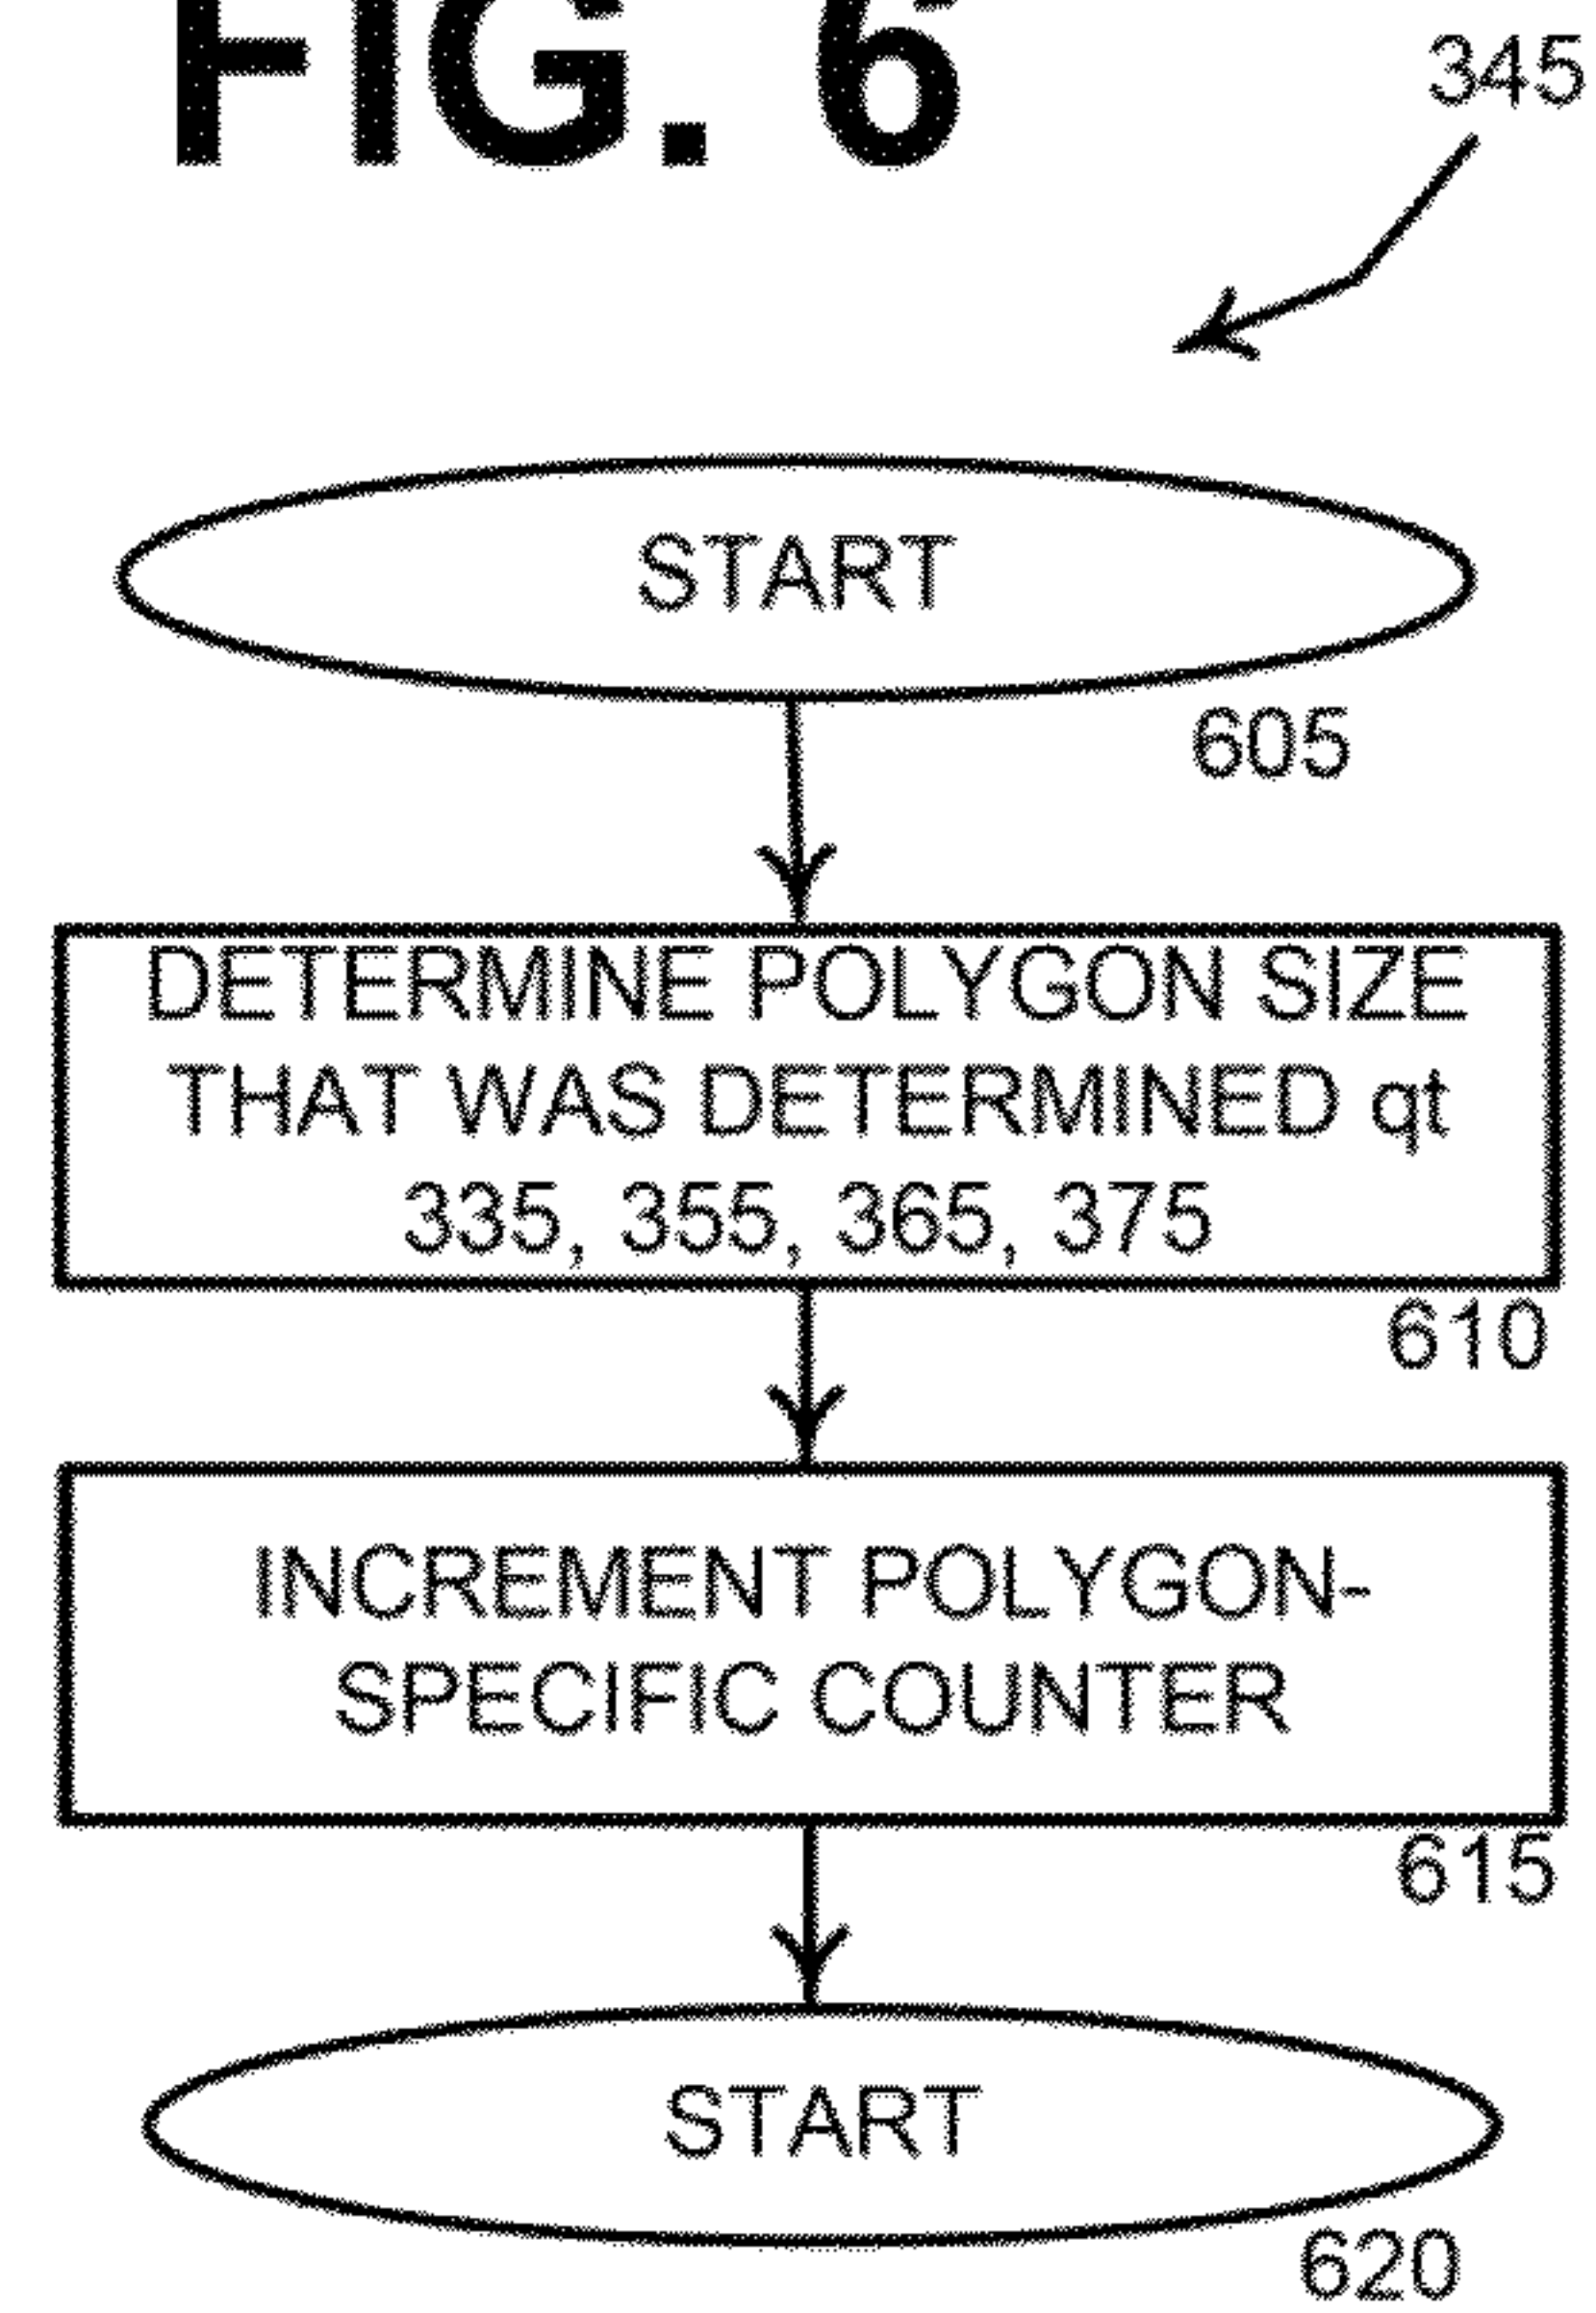 FIG. 6
345
START
605
DETERMINE POLYGON SIZE
THAT WAS DETERMINED qt
335, 355, 365, 375
610
INCREMENT POLYGON-
SPECIFIC COUNTER
615
START
620